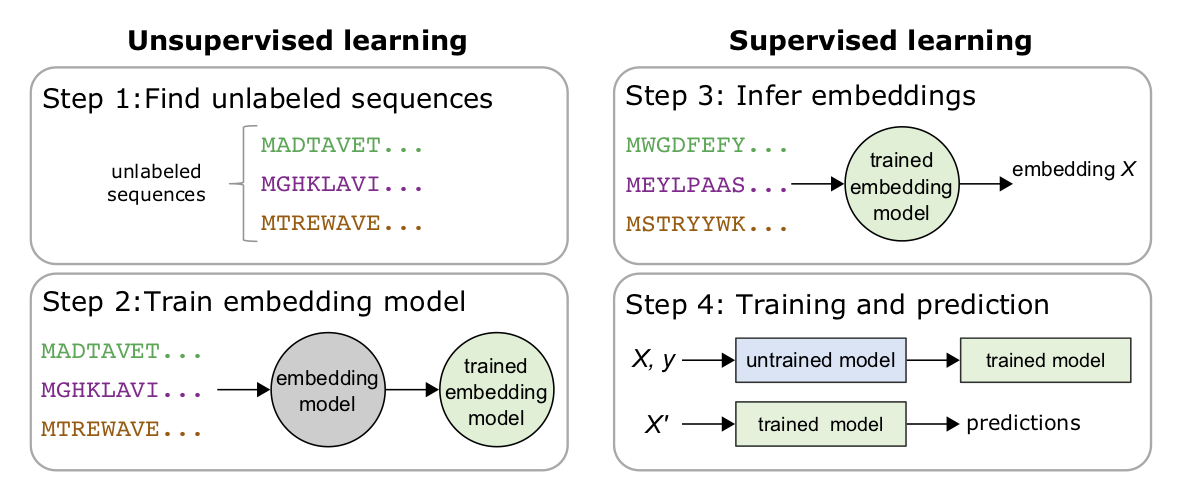 Unsupervised learning
Step 1:Find unlabeled sequences
unlabeled
sequences
MADTAVET...
MGHKLAVI...
MTREWAVE...
Step 2:Train embedding model
MADTAVET...
MGHKLAVI...
MTREWAVE...
embedding
model
trained
embedding
model
Supervised learning
Step 3: Infer embeddings
MWGDFEFY...
MEYLPAAS...
MSTRYYWK...
trained
embedding
model
embedding X
Step 4: Training and prediction
X, y
untrained model
trained model
X'
trained model
predictions